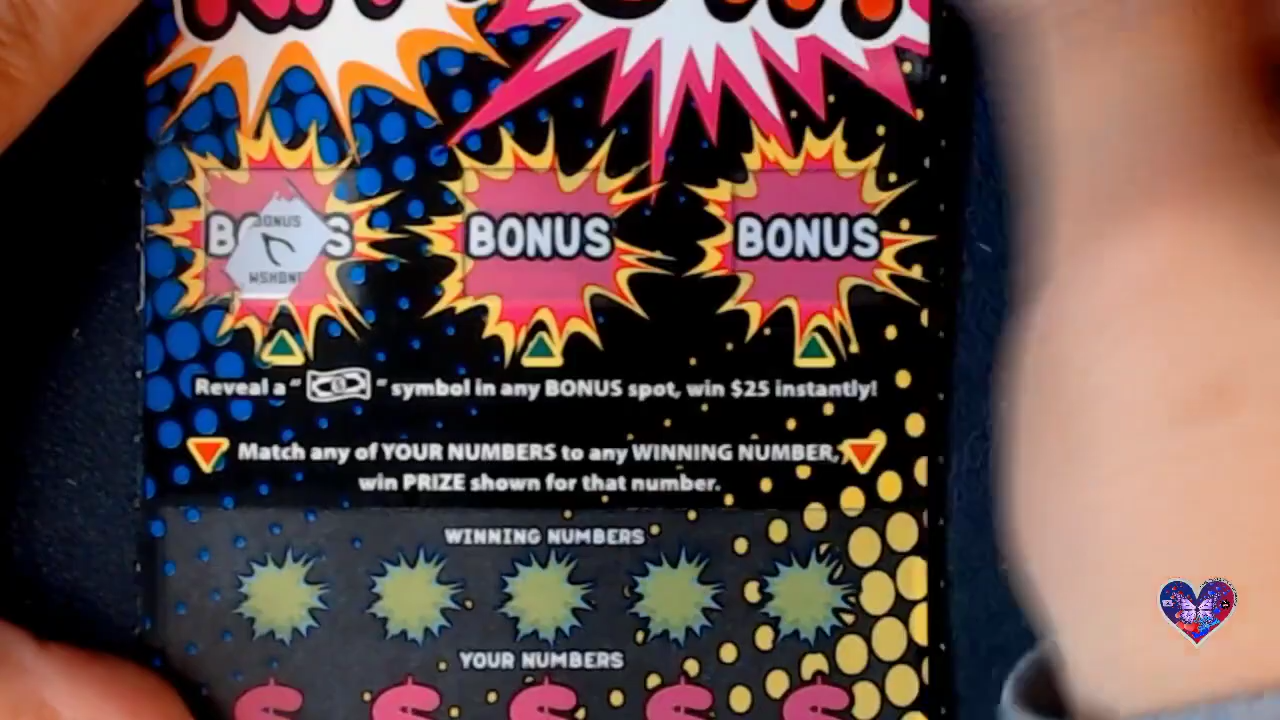 BONUS BONUS
BONUS
WSHBNE
Reveal a " " symbol in any BONUS spot, win $25 instantly!
Match any of YOUR NUMBERS to any WINNING NUMBER,
win PRIZE shown for that number.
WINNING NUMBERS
YOUR NUMBERS